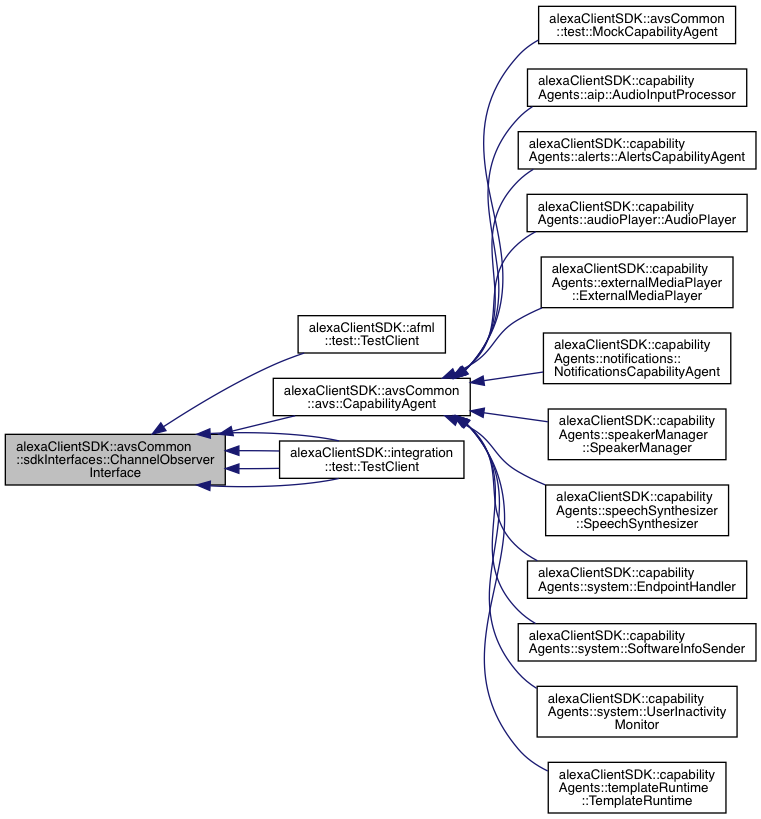 alexaClientSDK::avsCommon
::test::MockCapabilityAgent
alexaClientSDK::capability
Agents::aip::AudioInputProcessor
alexaClientSDK::capability
Agents::alerts::AlertsCapabilityAgent
alexaClientSDK::capability
Agents::audioPlayer::AudioPlayer
alexaClientSDK::capability
Agents::externalMediaPlayer
::ExternalMediaPlayer
alexaClientSDK::afml
::test::TestClient
alexaClientSDK::capability
Agents::notifications::
NotificationsCapabilityAgent
alexaClientSDK::avsCommon
::avs::CapabilityAgent
alexaClientSDK::capability
Agents::speakerManager
::SpeakerManager
alexaClientSDK::avsCommon
::sdkInterfaces::ChannelObserver
Interface
alexaClientSDK::integration
::test::TestClient
alexaClientSDK::capability
Agents::speechSynthesizer
::SpeechSynthesizer
alexaClientSDK::capability
Agents::system::EndpointHandler
alexaClientSDK::capability
Agents::system::SoftwareInfoSender
alexaClientSDK::capability
Agents::system::UserInactivity
Monitor
alexaClientSDK::capability
Agents::templateRuntime
::TemplateRuntime